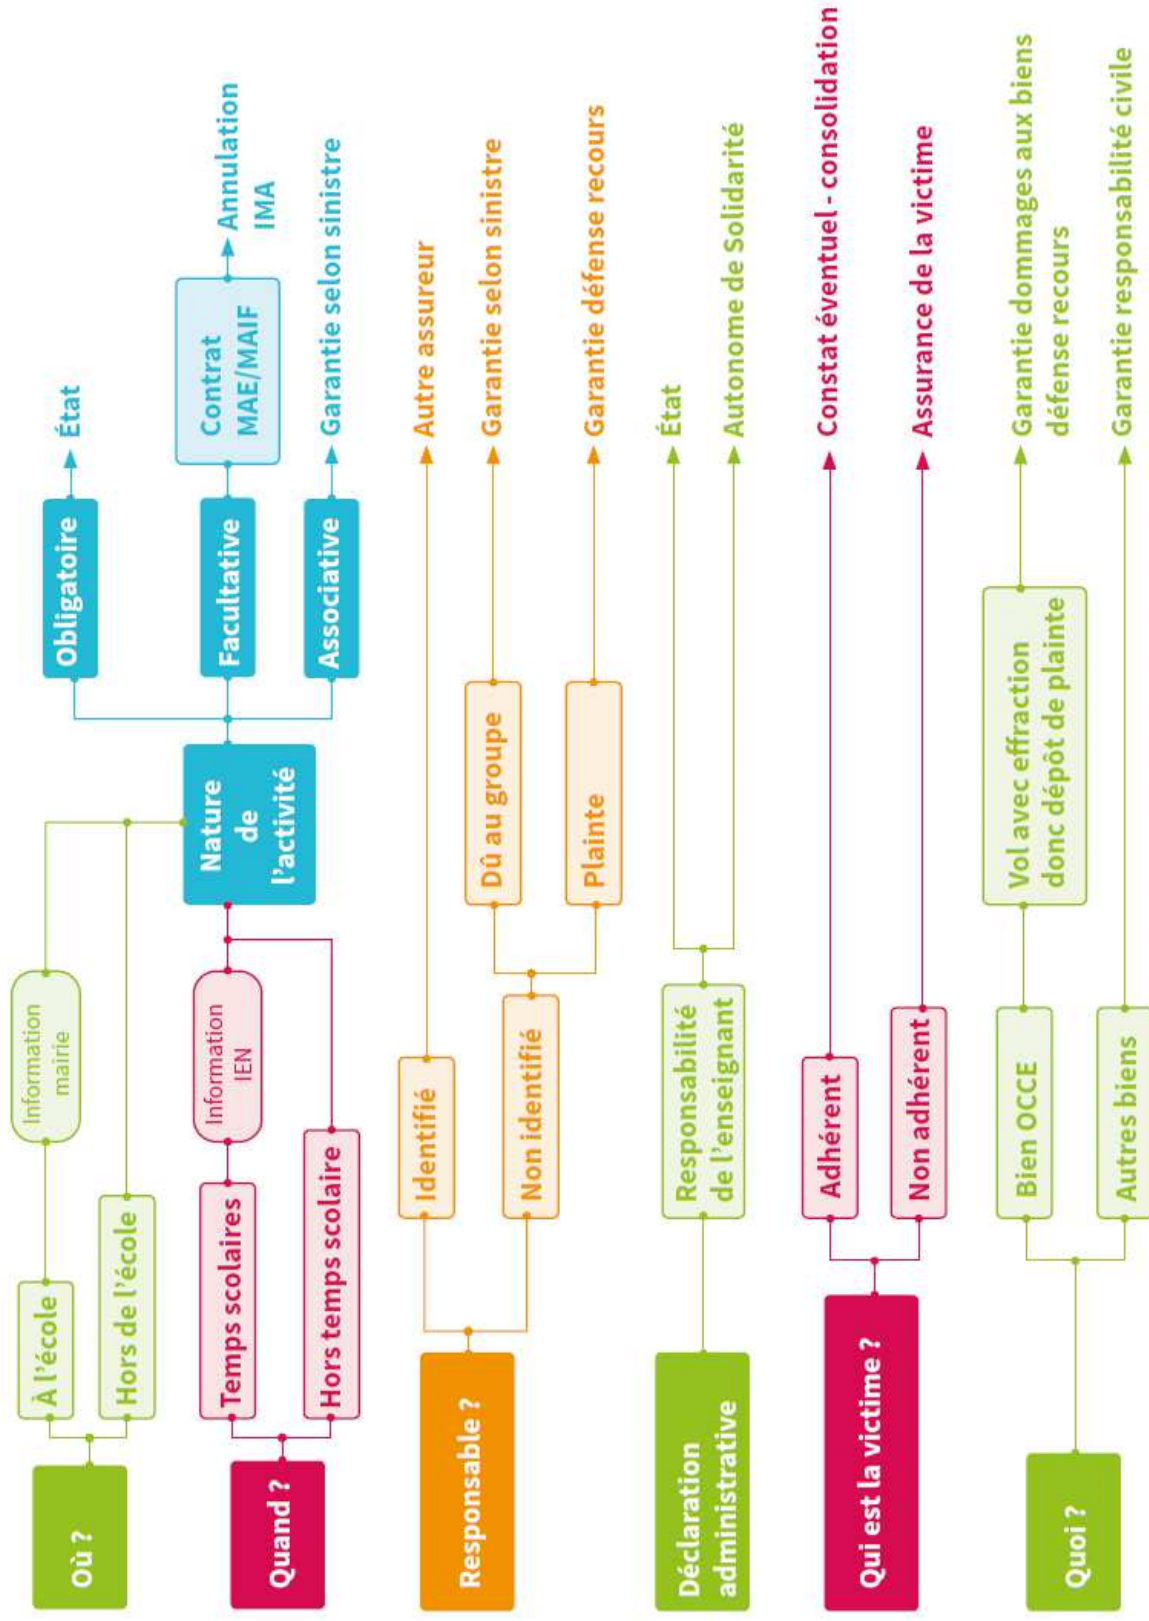 Où ?
À l'école
Information
mairie
Hors de l'école
Quand ?
Temps scolaires
Information
IEN
Hors temps scolaire
Nature
de
l'activité
Obligatoire
État
Facultative
Contrat
MAE/MAIF
Annulation
IMA
Associative
Garantie selon sinistre
Responsable ?
Identifié
Autre assureur
Non identifié
Dû au groupe
Garantie selon sinistre
Plainte
Garantie défense recours
Déclaration
administrative
Responsabilité
de l'enseignant
État
Autonome de Solidarité
Qui est la victime ?
Adhérent
Constat éventuel - consolidation
Non adhérent
Assurance de la victime
Quoi ?
Bien OCCE
Vol avec effraction
donc dépôt de plainte
Garantie dommages aux biens
défense recours
Autres biens
Garantie responsabilité civile